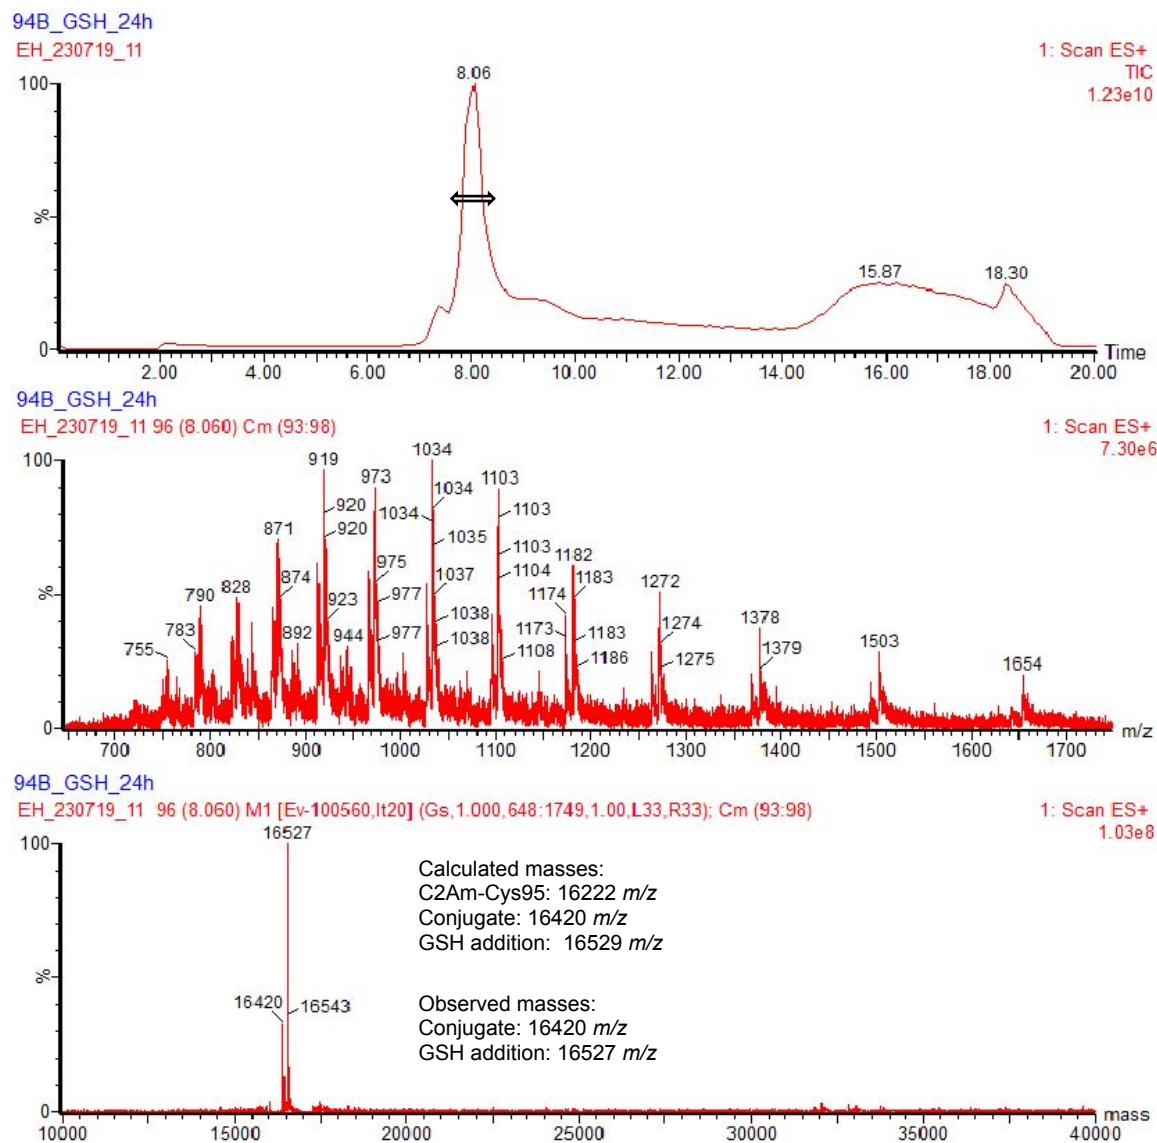 94B_GSH_24h
EH_230719_11
1: Scan ES+
TIC
1.23e10
8.06
100
15.87
18.30
%
0
2.00 4.00 6.00 8.00 10.00 12.00 14.00 16.00 18.00 20.00
Time
94B_GSH_24h
EH_230719_11 96 (8.060) Cm (93:98)
1: Scan ES+
7.30e6
100
%
0
755
783
790
828
871
874
892
919
920
920
923
944
973
975
977
977
1034
1034
1034
1035
1037
1038
1038
1103
1103
1103
1104
1108
1174
1173
1182
1183
1183
1186
1272
1274
1275
1378
1379
1503
1654
700 800 900 1000 1100 1200 1300 1400 1500 1600 1700
m/z
94B_GSH_24h
EH_230719_11 96 (8.060) M1 [Ev-100560,It20] (Gs,1.000,648:1749,1.00,L33,R33); Cm (93:98)
1: Scan ES+
1.03e8
100
16527
Calculated masses:
C2Am-Cys95: 16222 m/z
Conjugate: 16420 m/z
GSH addition: 16529 m/z
%
16420
16543
Observed masses:
Conjugate: 16420 m/z
GSH addition: 16527 m/z
0
10000 15000 20000 25000 30000 35000 40000
mass